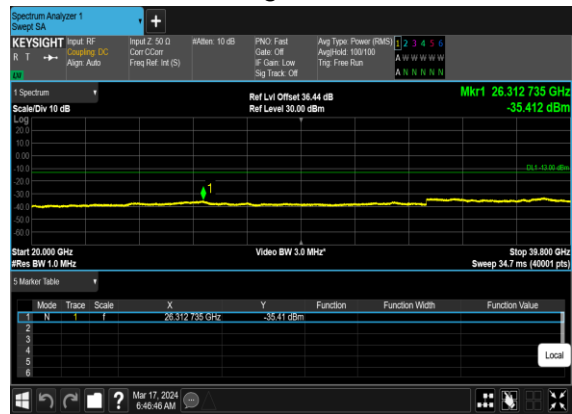 Spectrum Analyzer 1
Swept SA
KEYSIGHT Input: RF Input Z: 50 Ω #Atten: 10 dB PNO: Fast Avg Type: Power (RMS) 1 2 3 4 5 6
R T Coupling: DC Corr CCorr Gate: Off Avg|Hold: 100/100 A W W W W W
Align: Auto Freq Ref: Int (S) IF Gain: Low Trig: Free Run
Sig Track: Off A N N N N N
1 Spectrum Ref Lvl Offset 36.44 dB Mkr1 26.312 735 GHz
Scale/Div 10 dB Ref Level 30.00 dBm -35.412 dBm
Log
20.0
10.0
0.00
-10.0 DL1 -13.00 dBm
-20.0
-30.0 1
-40.0
-50.0
-60.0
Start 20.000 GHz Video BW 3.0 MHz* Stop 39.800 GHz
#Res BW 1.0 MHz Sweep 34.7 ms (40001 pts)
5 Marker Table
Mode Trace Scale X Y Function Function Width Function Value
1 N 1 f 26.312 735 GHz -35.41 dBm
2
3
4
5
6
Local
? Mar 17, 2024
6:46:46 AM